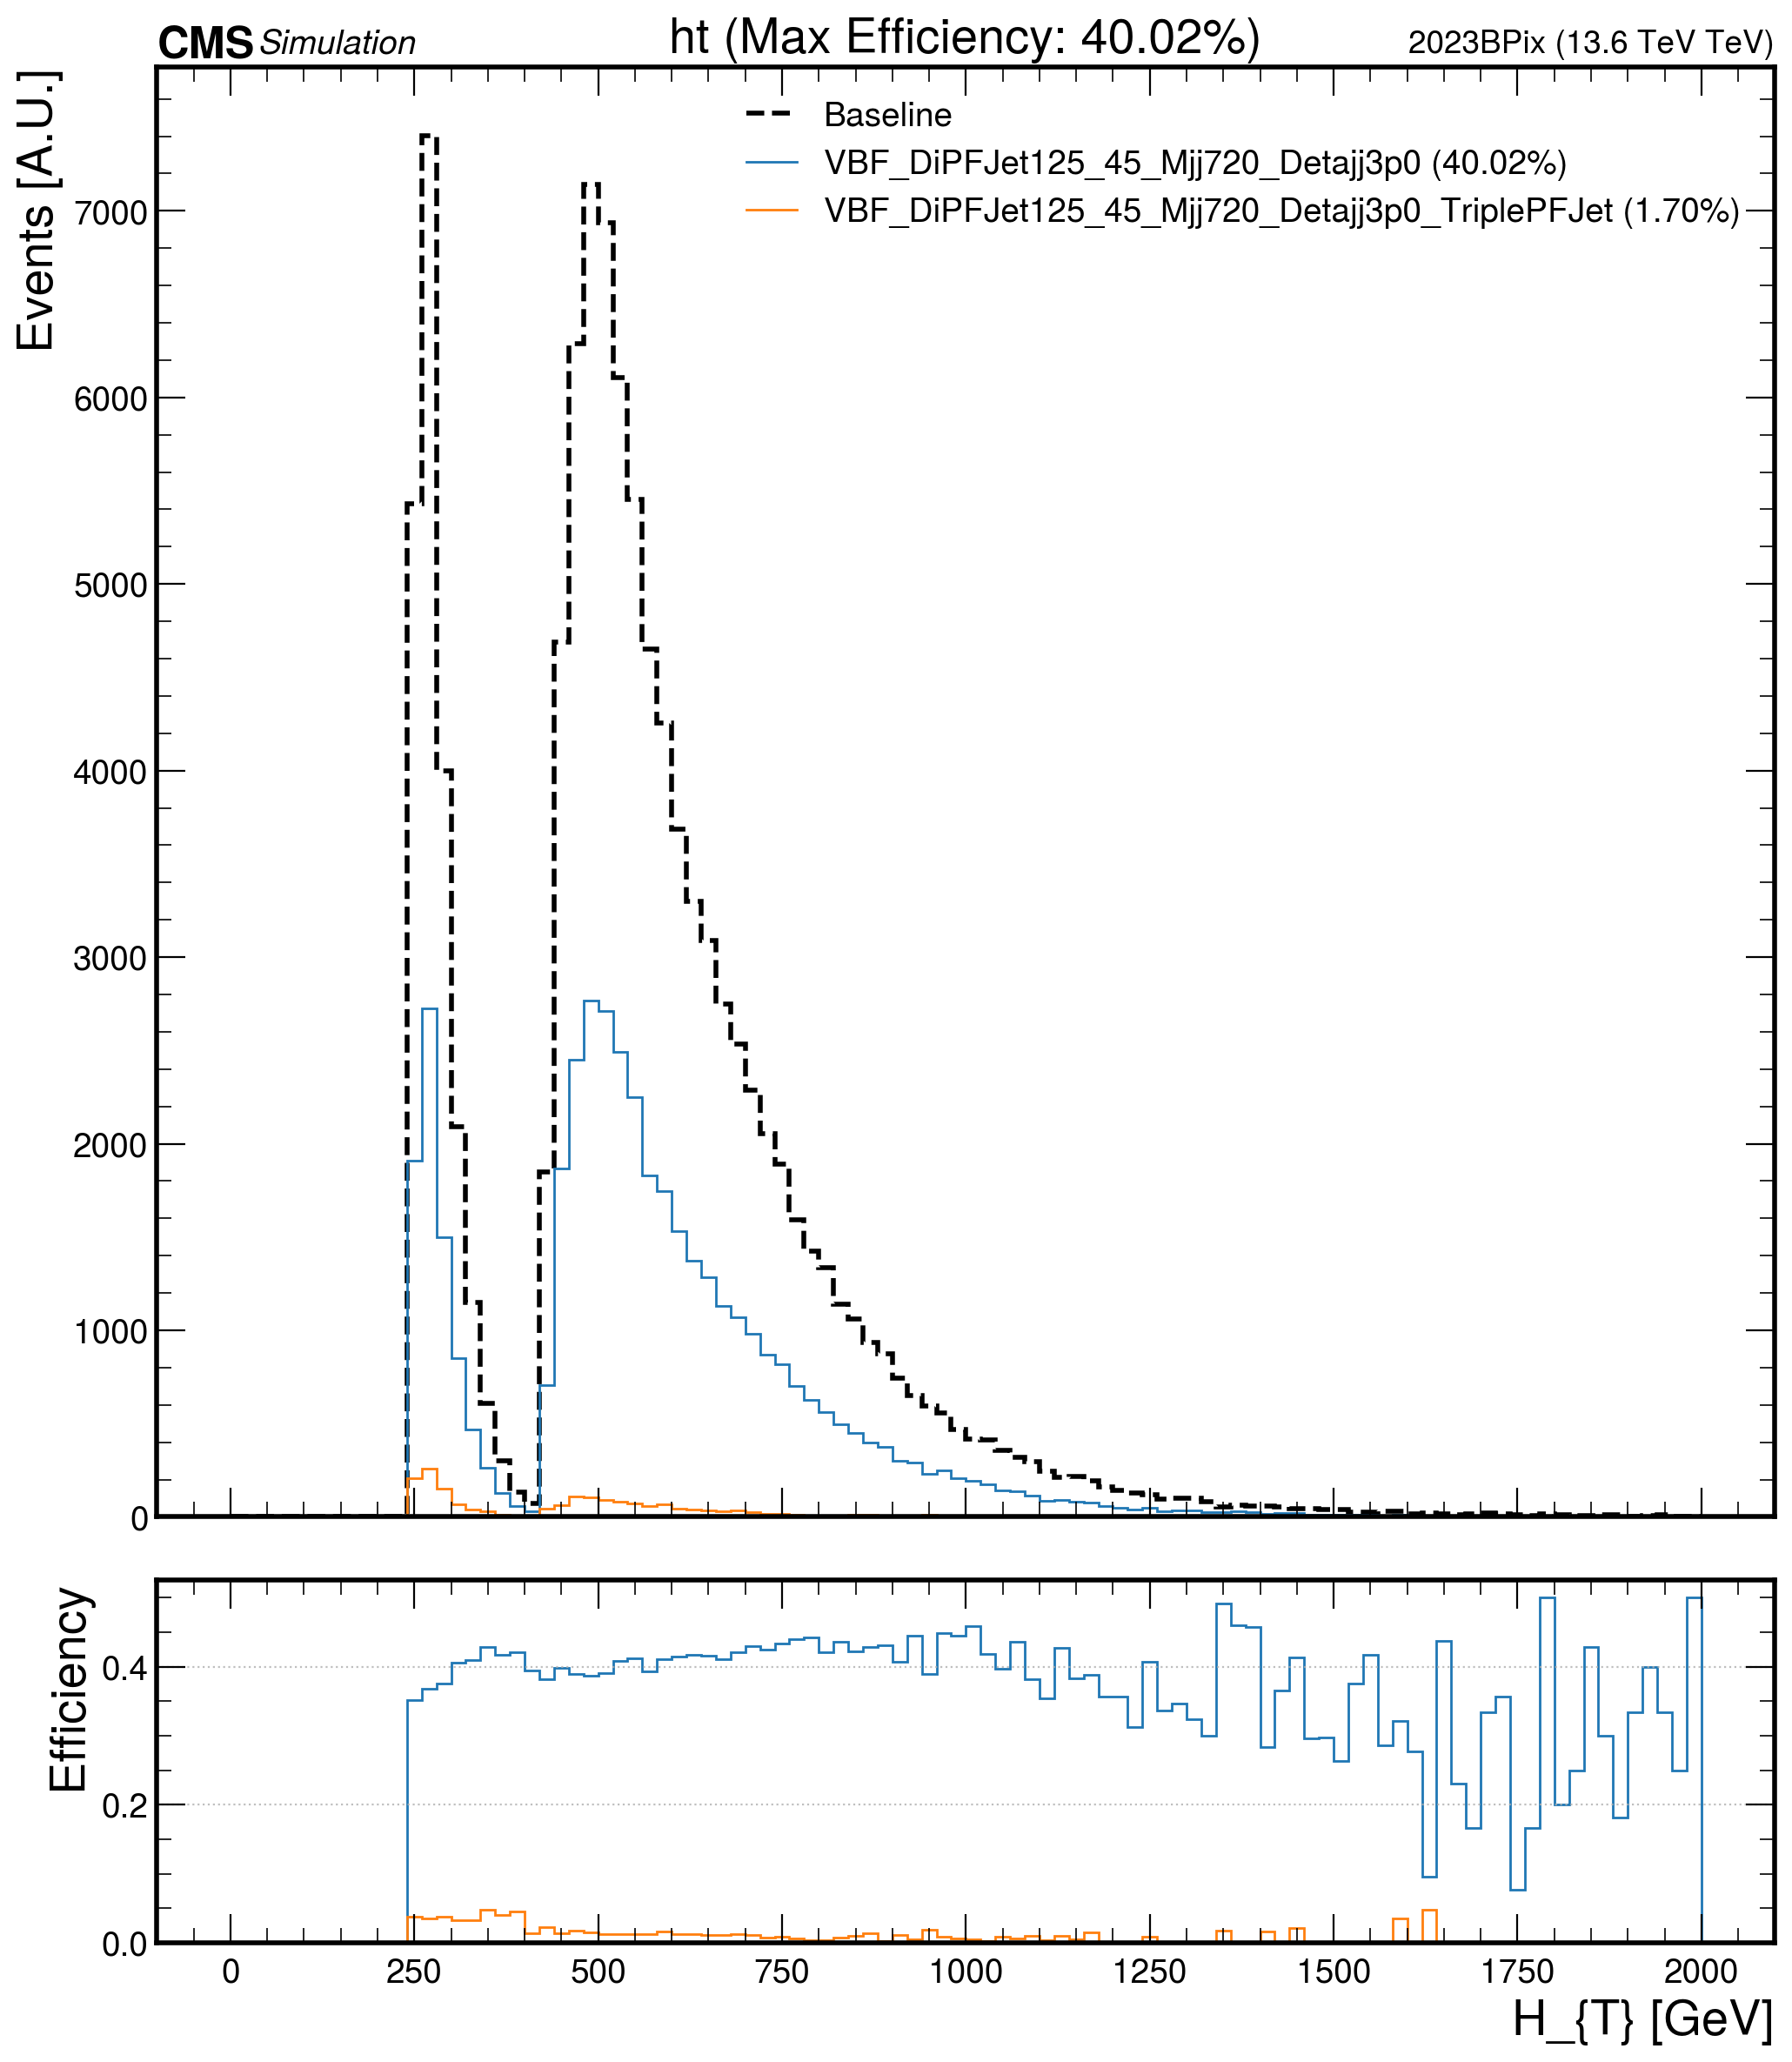 CMS Simulation ht (Max Efficiency: 40.02%) 2023BPix (13.6 TeV TeV)
Events [A.U.]
Baseline
VBF_DiPFJet125_45_Mjj720_Detajj3p0 (40.02%)
VBF_DiPFJet125_45_Mjj720_Detajj3p0_TriplePFJet (1.70%)
7000
6000
5000
4000
3000
2000
1000
0
Efficiency
0.4
0.2
0.0
0 250 500 750 1000 1250 1500 1750 2000
H_{T} [GeV]